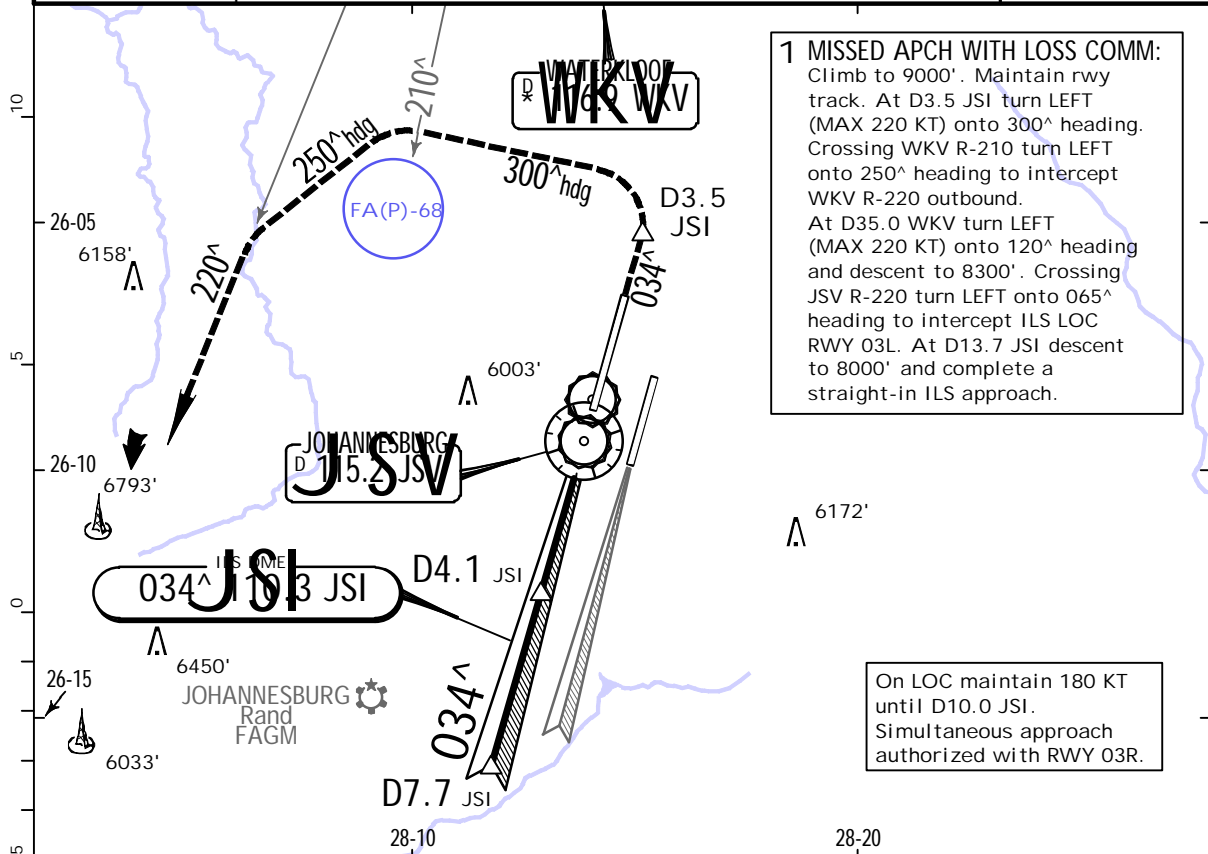 1 MISSED APCH WITH LOSS COMM:
Climb to 9000'. Maintain rwy
track. At D3.5 JSI turn LEFT
(MAX 220 KT) onto 300^ heading.
Crossing WKV R-210 turn LEFT
onto 250^ heading to intercept
WKV R-220 outbound.
At D35.0 WKV turn LEFT
(MAX 220 KT) onto 120^ heading
and descent to 8300'. Crossing
JSV R-220 turn LEFT onto 065^
heading to intercept ILS LOC
RWY 03L. At D13.7 JSI descent
to 8000' and complete a
straight-in ILS approach.
WATERKLOOF
D
* 116.9 WKV
WKV
210^
10
250^hdg
300^hdg
D3.5
JSI
FA(P)-68
26-05
6158'
220^
034^
5
6003'
JOHANNESBURG
D 115.2 JSV
JSV
26-10
6793'
6172'
ILS DME
034^ 110.3 JSI
JSI
D4.1 JSI
0
6450'
26-15
JOHANNESBURG
Rand
FAGM
034^
6033'
D7.7 JSI
On LOC maintain 180 KT
until D10.0 JSI.
Simultaneous approach
authorized with RWY 03R.
28-10
28-20
5